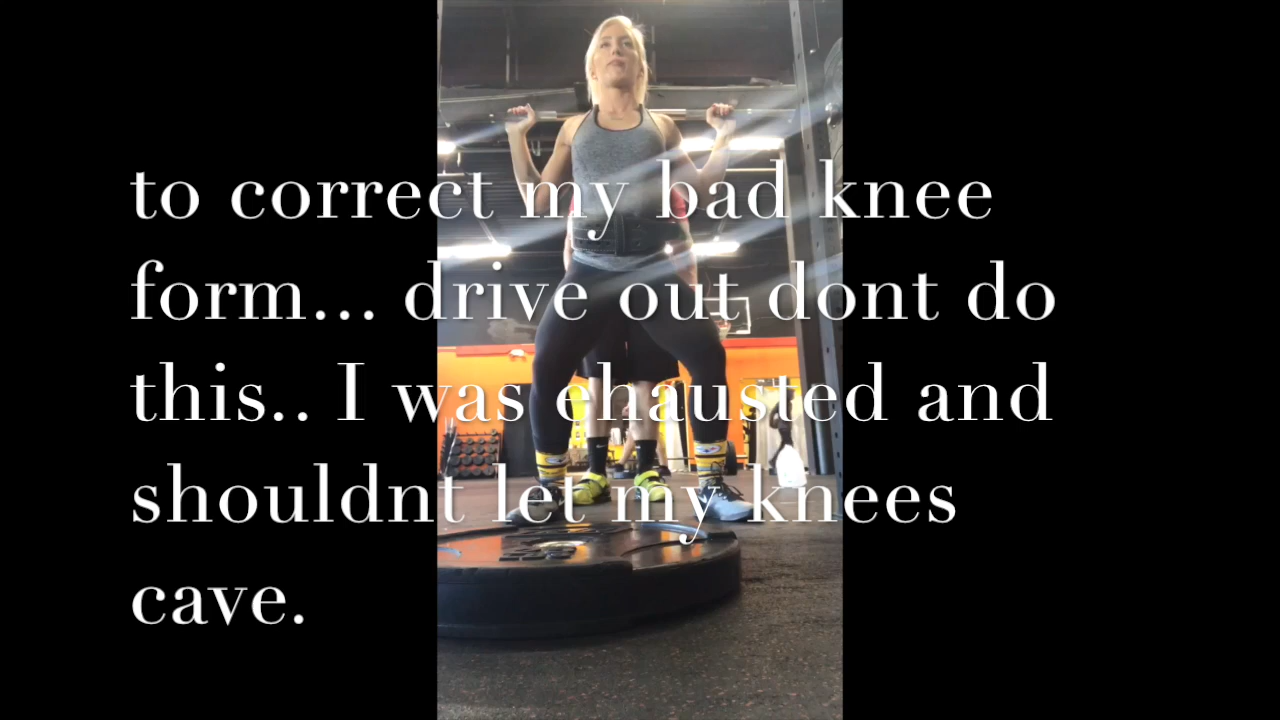 to correct my bad knee
form... drive out dont do
this.. I was ehausted and
shouldnt let my knees
cave.